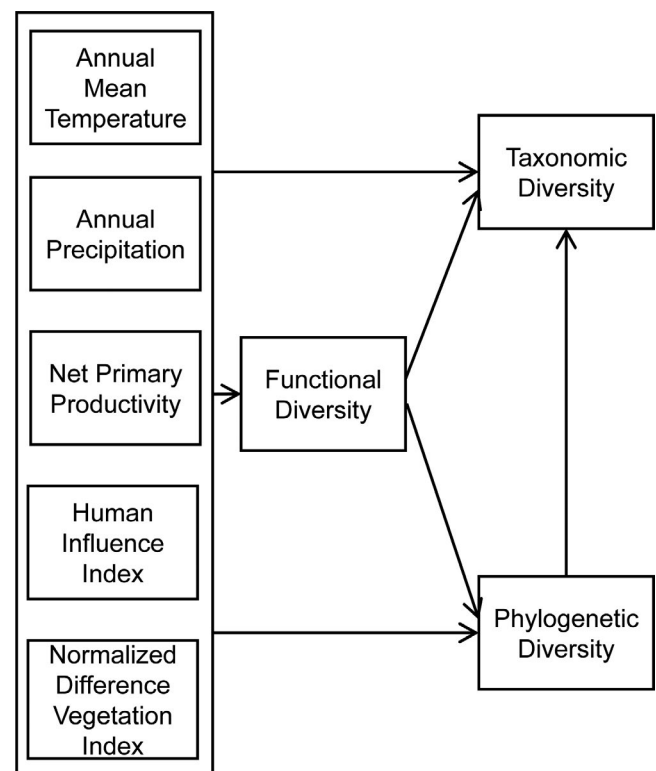 Annual
Mean
Temperature
Annual
Precipitation
Net Primary
Productivity
Human
Influence
Index
Normalized
Difference
Vegetation
Index
Functional
Diversity
Taxonomic
Diversity
Phylogenetic
Diversity